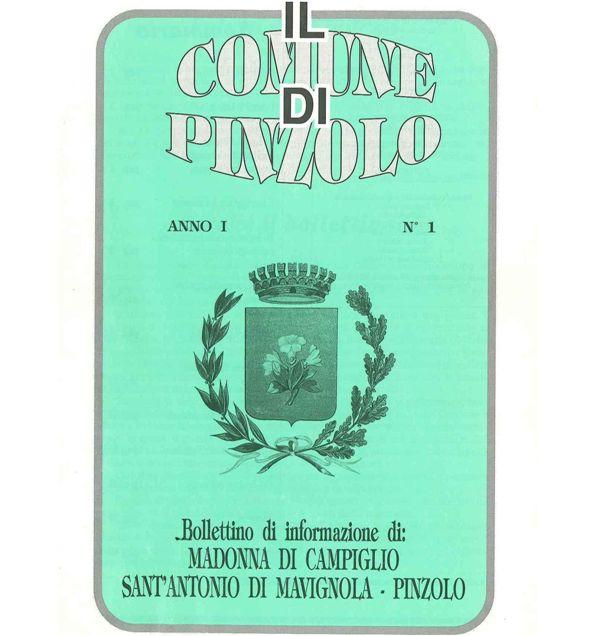 IL
COMUNE
DI
PINZOLO
ANNO I N° 1
Bollettino di informazione di:
MADONNA DI CAMPIGLIO
SANT'ANTONIO DI MAVIGNOLA - PINZOLO